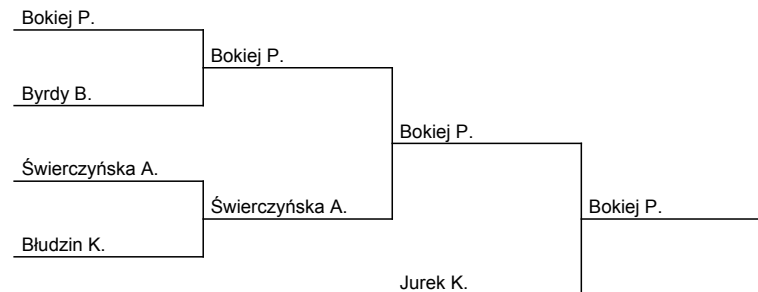 Bokiej P.
Bokiej P.
Byrdy B.
Bokiej P.
Świerczyńska A.
Świerczyńska A.
Bokiej P.
Błudzin K.
Jurek K.